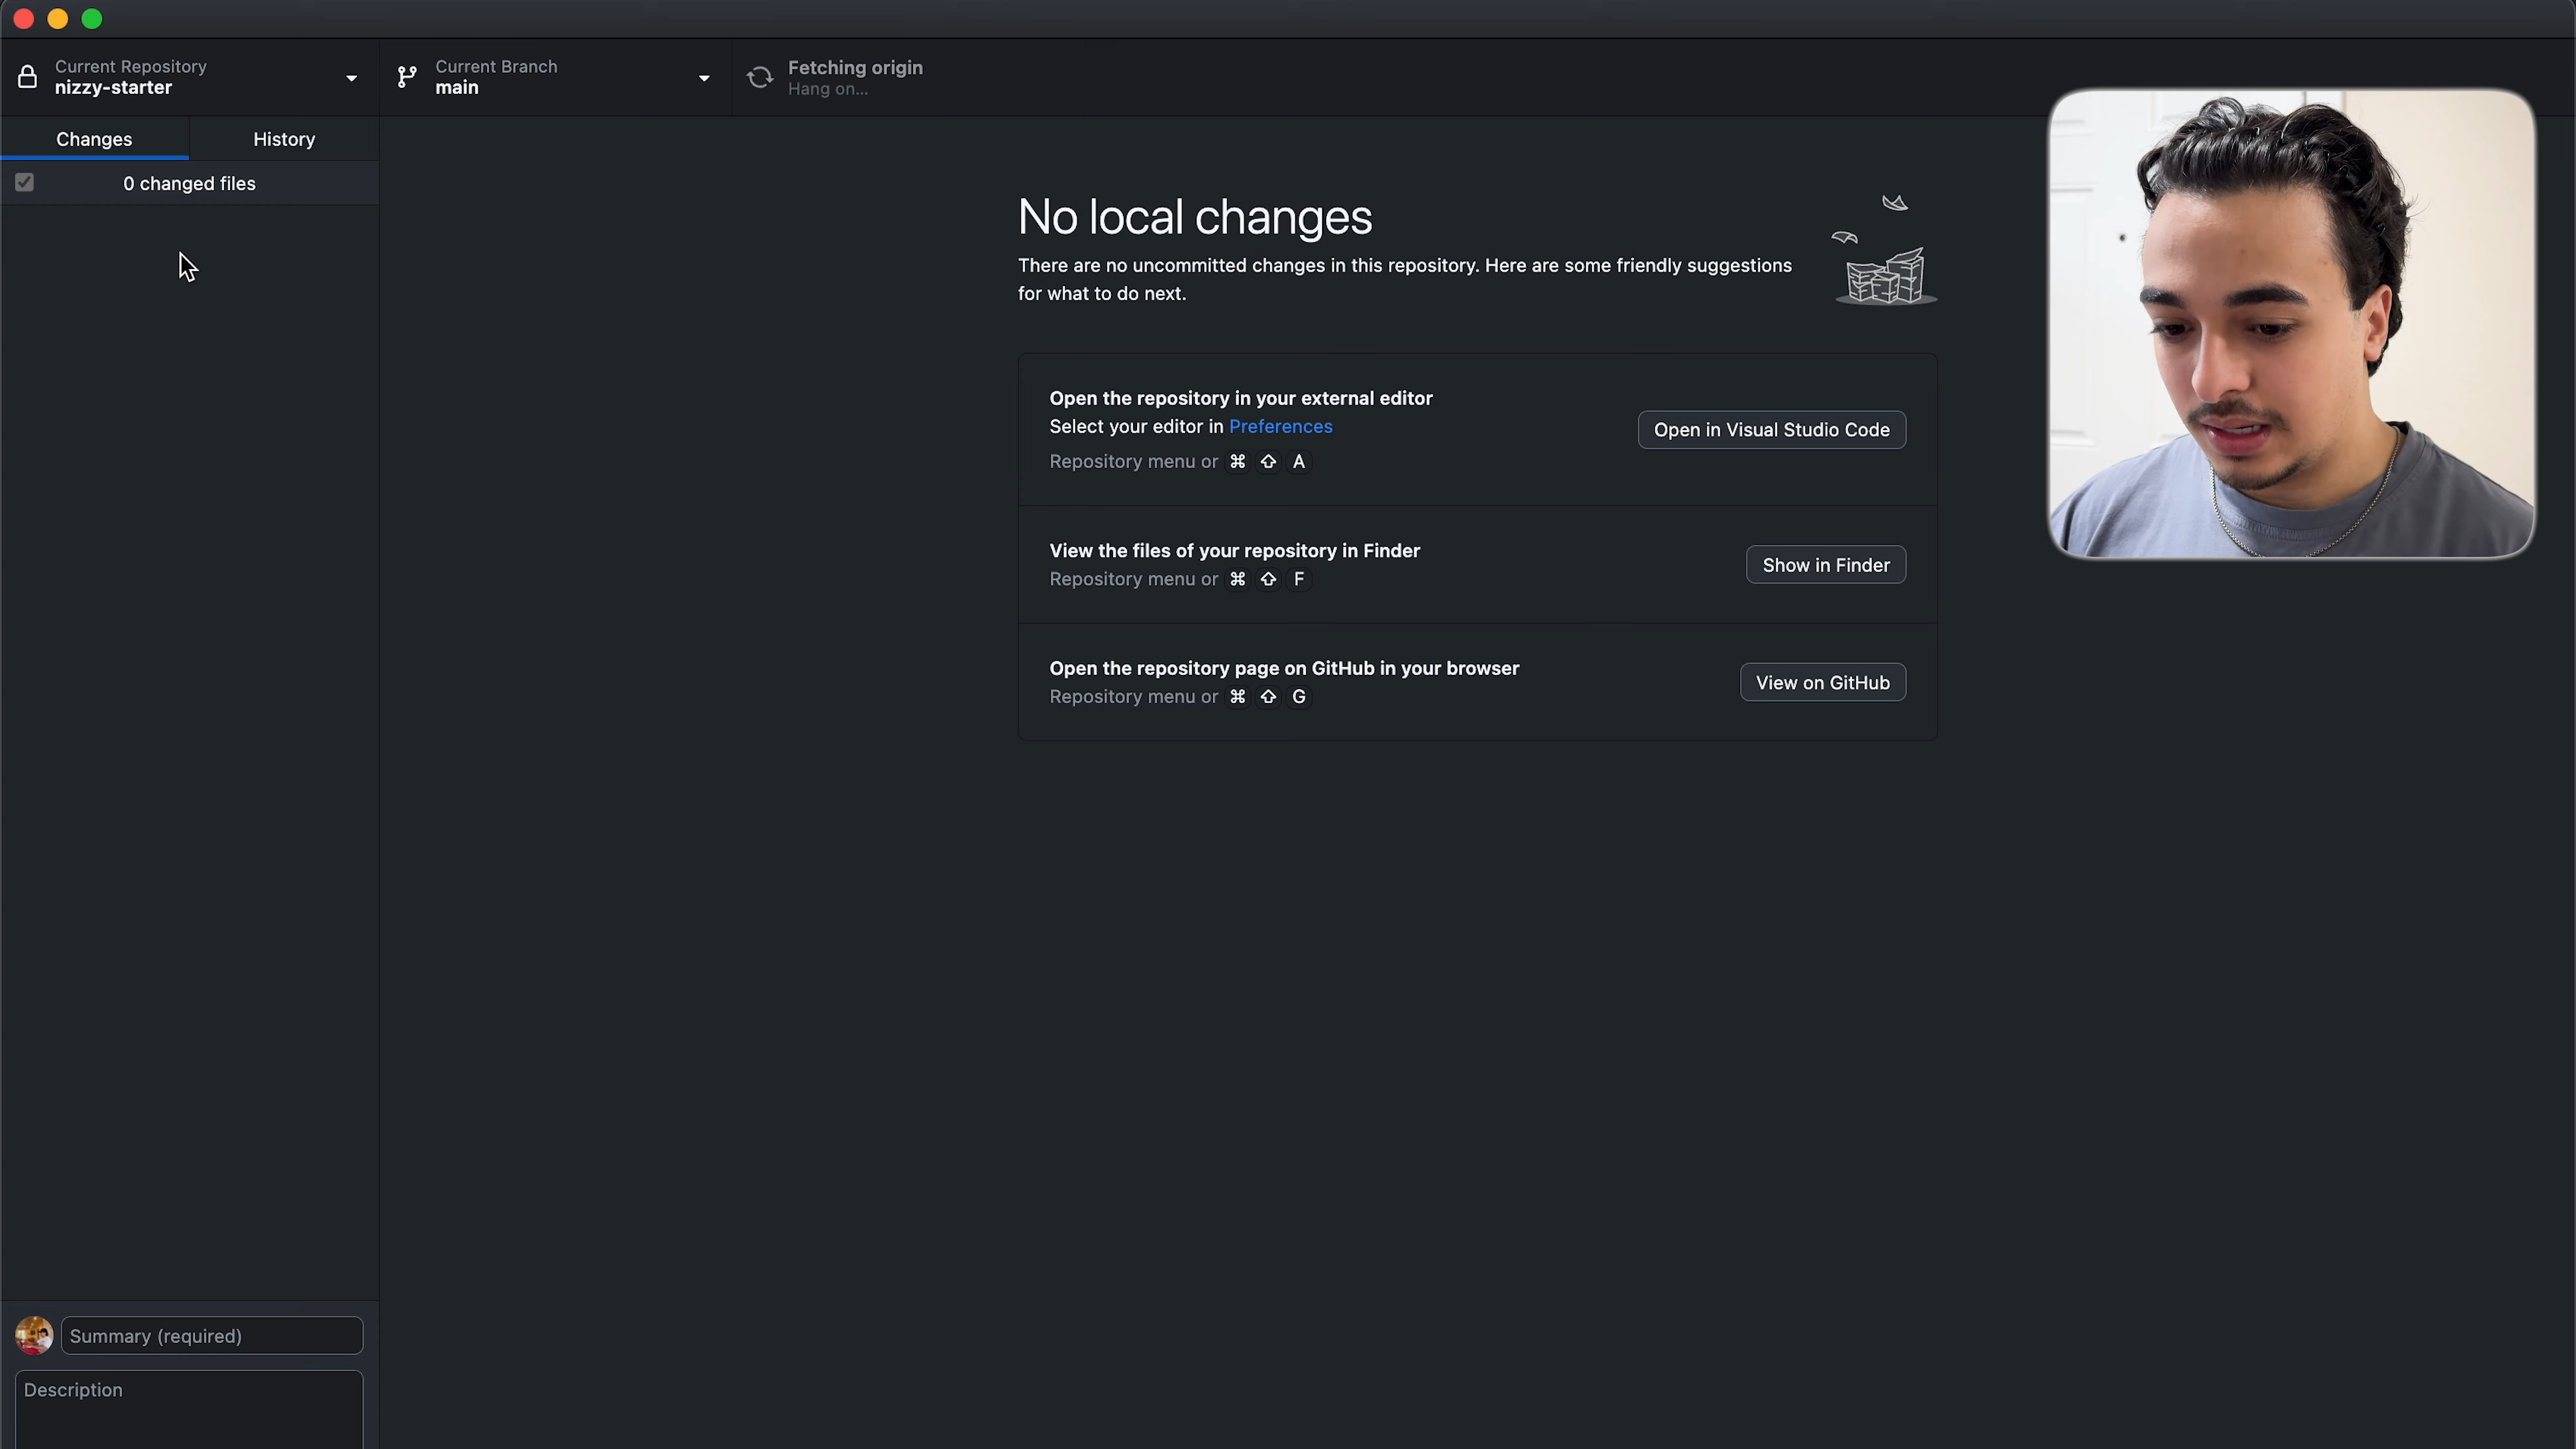 Current Repository
nizzy-starter
Current Branch
main
Fetching origin
Hang on...
Changes
History
0 changed files
No local changes
There are no uncommitted changes in this repository. Here are some friendly suggestions
for what to do next.
Open the repository in your external editor
Select your editor in Preferences
Repository menu or ⌘ ⇧ A
Open in Visual Studio Code
View the files of your repository in Finder
Repository menu or ⌘ ⇧ F
Show in Finder
Open the repository page on GitHub in your browser
Repository menu or ⌘ ⇧ G
View on GitHub
Summary (required)
Description